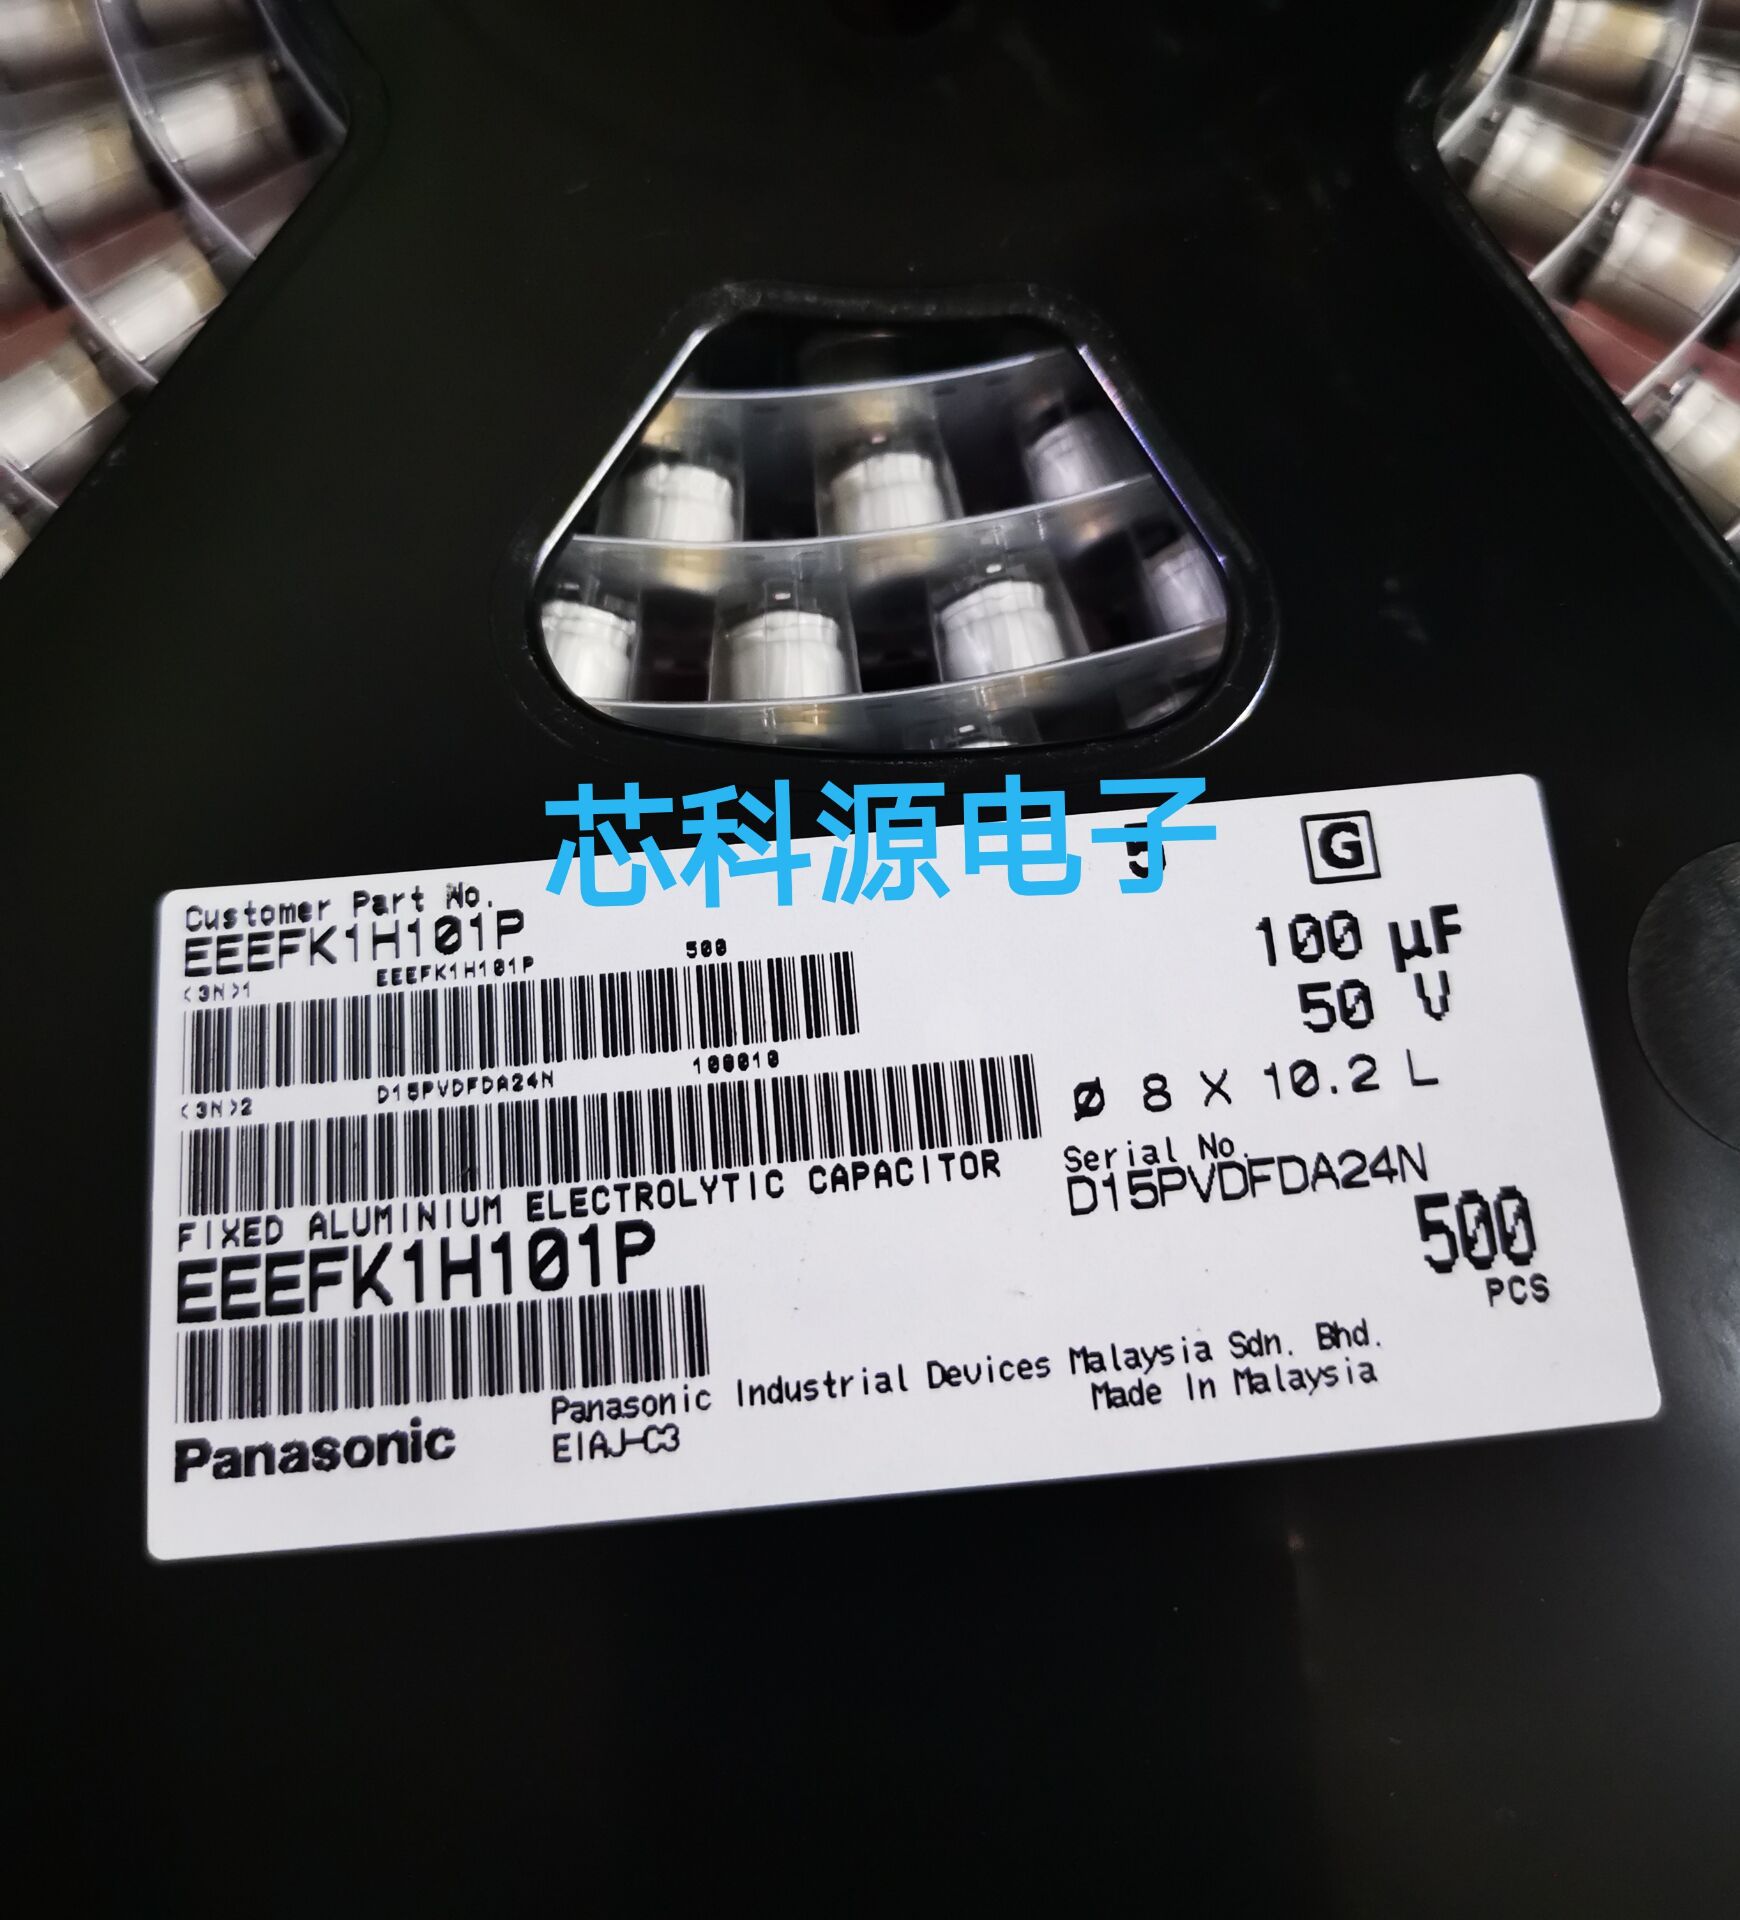 芯科源电子
5 G
Customer Part No.
EEEFK1H101P
<3N>1 EEEFK1H101P 500
100 µF
50 V
<3N>2 D15PVDFDA24N 100010
ø 8 X 10.2 L
FIXED ALUMINIUM ELECTROLYTIC CAPACITOR
Serial No.
D15PVDFDA24N
EEEFK1H101P
500
PCS
Panasonic
Panasonic Industrial Devices Malaysia Sdn. Bhd.
EIAJ-C3
Made In Malaysia